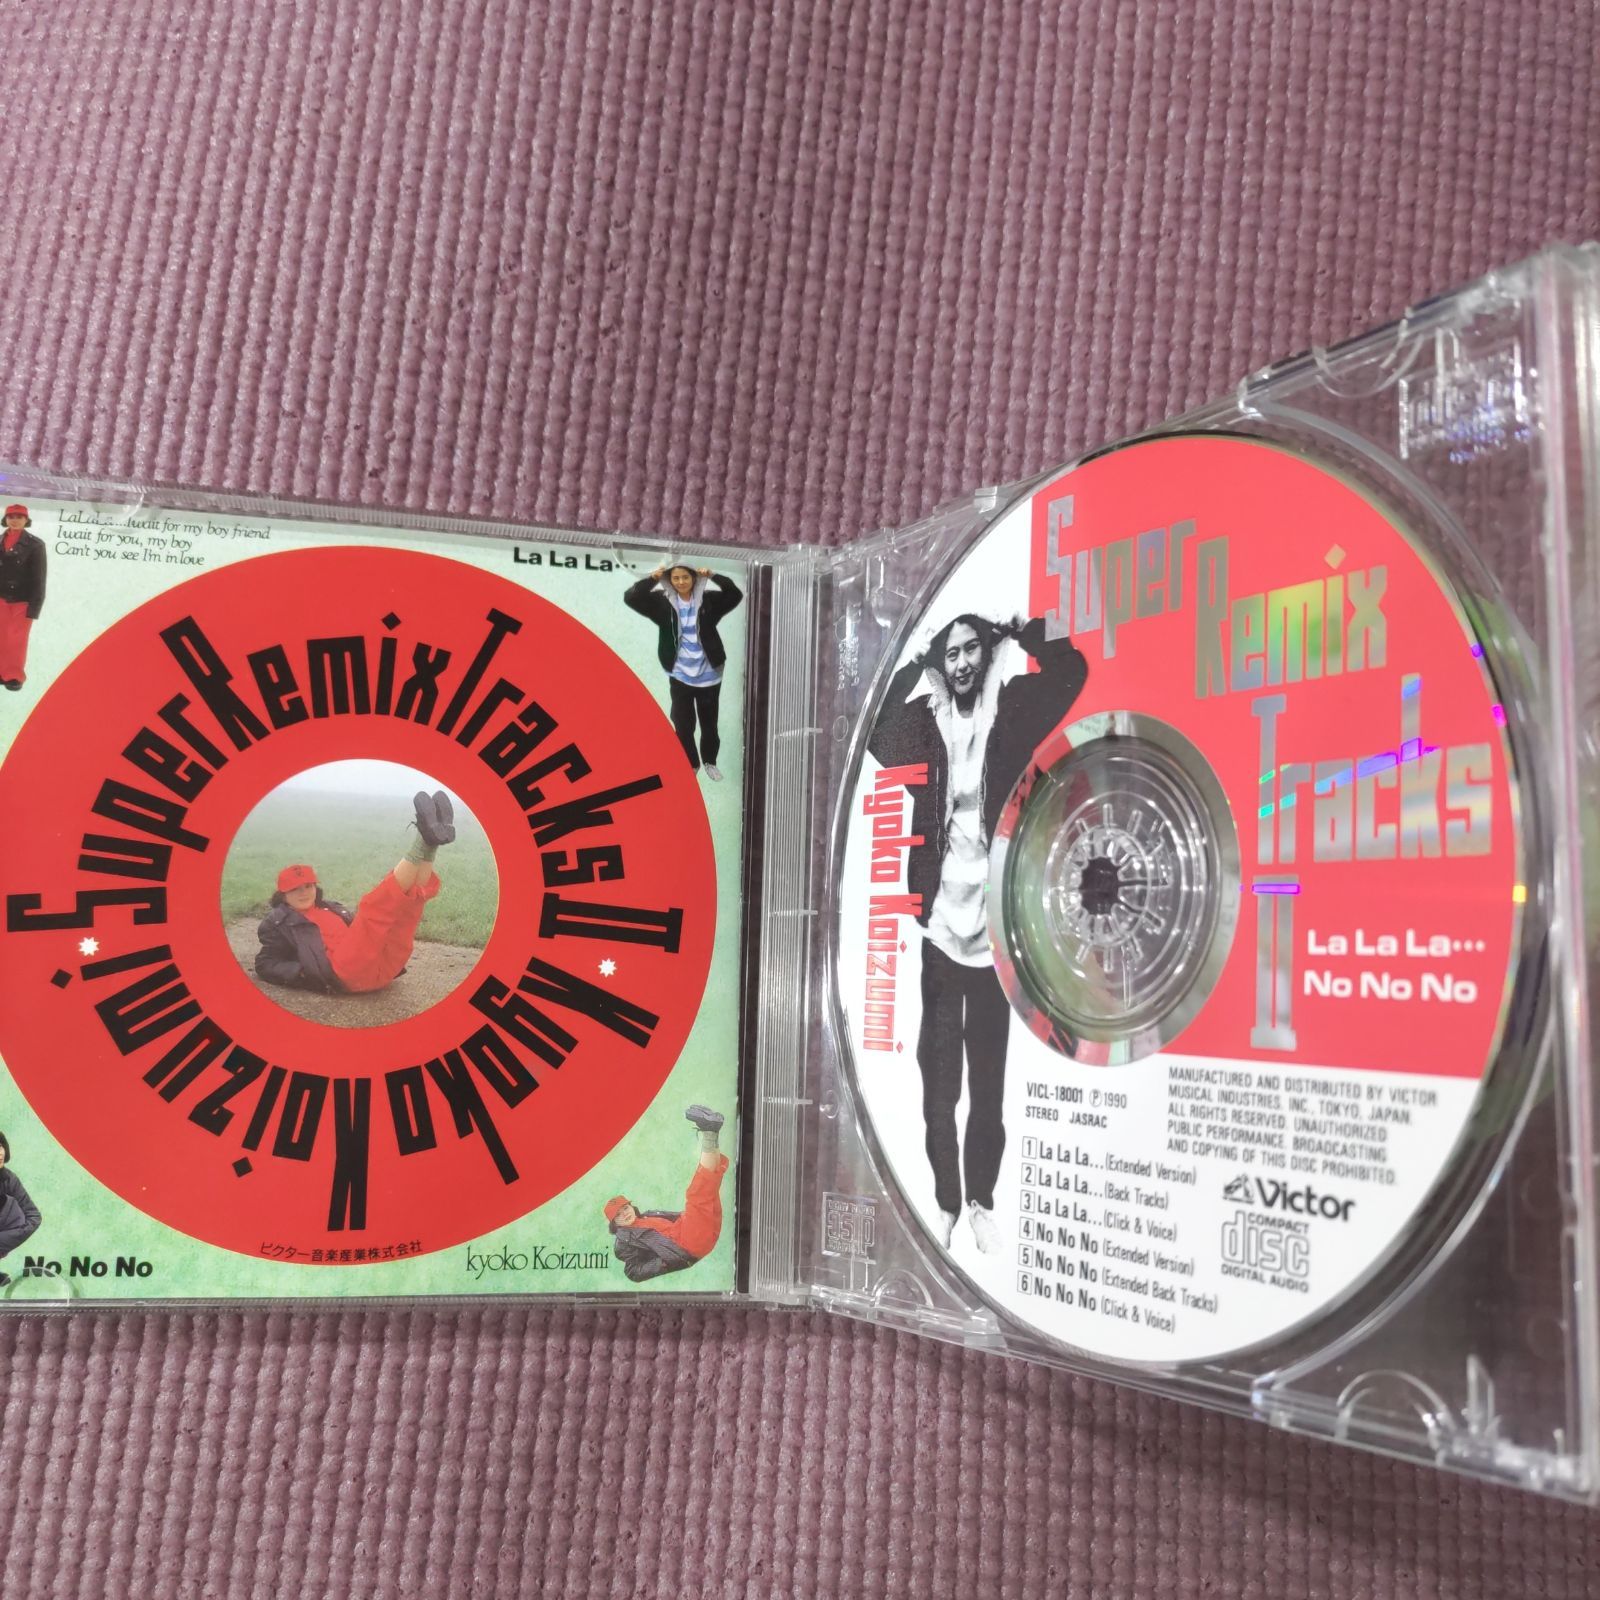 LaLaLa...I wait for my boy friend
I wait for you, my boy
Can't you see I'm in love
La La La…
Super Remix Tracks II
Kyoko Koizumi
ビクター音楽産業株式会社
No No No
kyoko Koizumi
Super
Remix
Tracks
II
La La La…
No No No
Kyoko Koizumi
VICL-18001 Ⓟ1990
STEREO JASRAC
MANUFACTURED AND DISTRIBUTED BY VICTOR
MUSICAL INDUSTRIES, INC., TOKYO, JAPAN.
ALL RIGHTS RESERVED. UNAUTHORIZED
PUBLIC PERFORMANCE, BROADCASTING
AND COPYING OF THIS DISC PROHIBITED.
1 La La La...(Extended Version)
2 La La La...(Back Tracks)
3 La La La...(Click & Voice)
4 No No No (Extended Version)
5 No No No (Extended Back Tracks)
6 No No No (Click & Voice)
Victor
COMPACT
disc
DIGITAL AUDIO